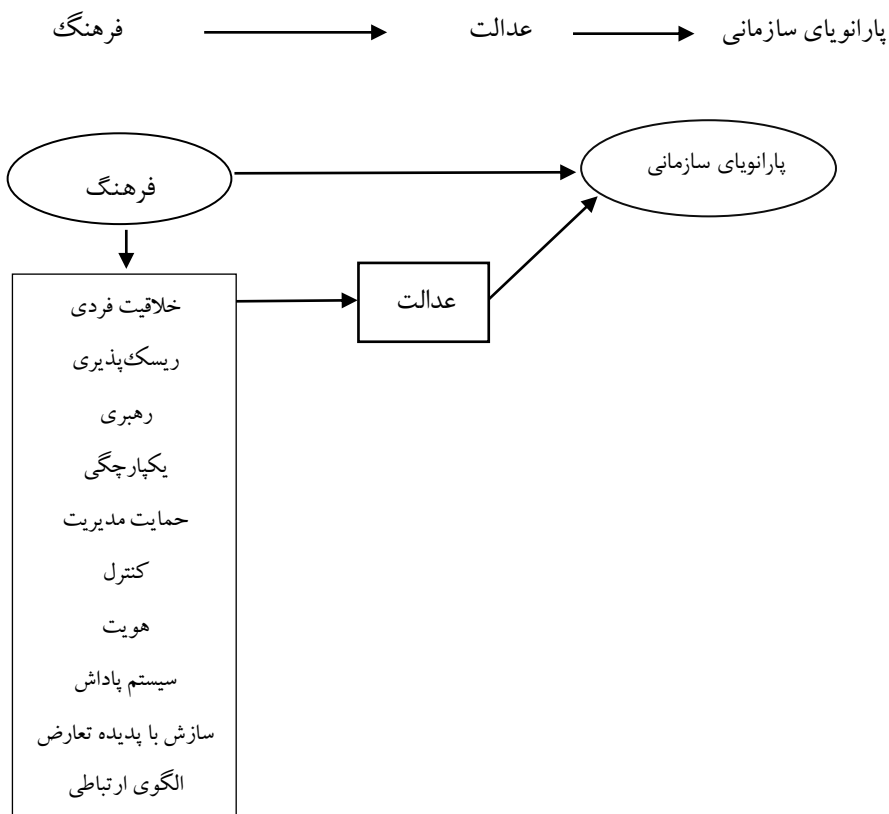 پارانویای سازمانی عدالت فرهنگ
پارانویای سازمانی
فرهنگ
عدالت
خلاقیت فردی
ریسک‌پذیری
رهبری
یکپارچگی
حمایت مدیریت
کنترل
هویت
سیستم پاداش
سازش با پدیده تعارض
الگوی ارتباطی